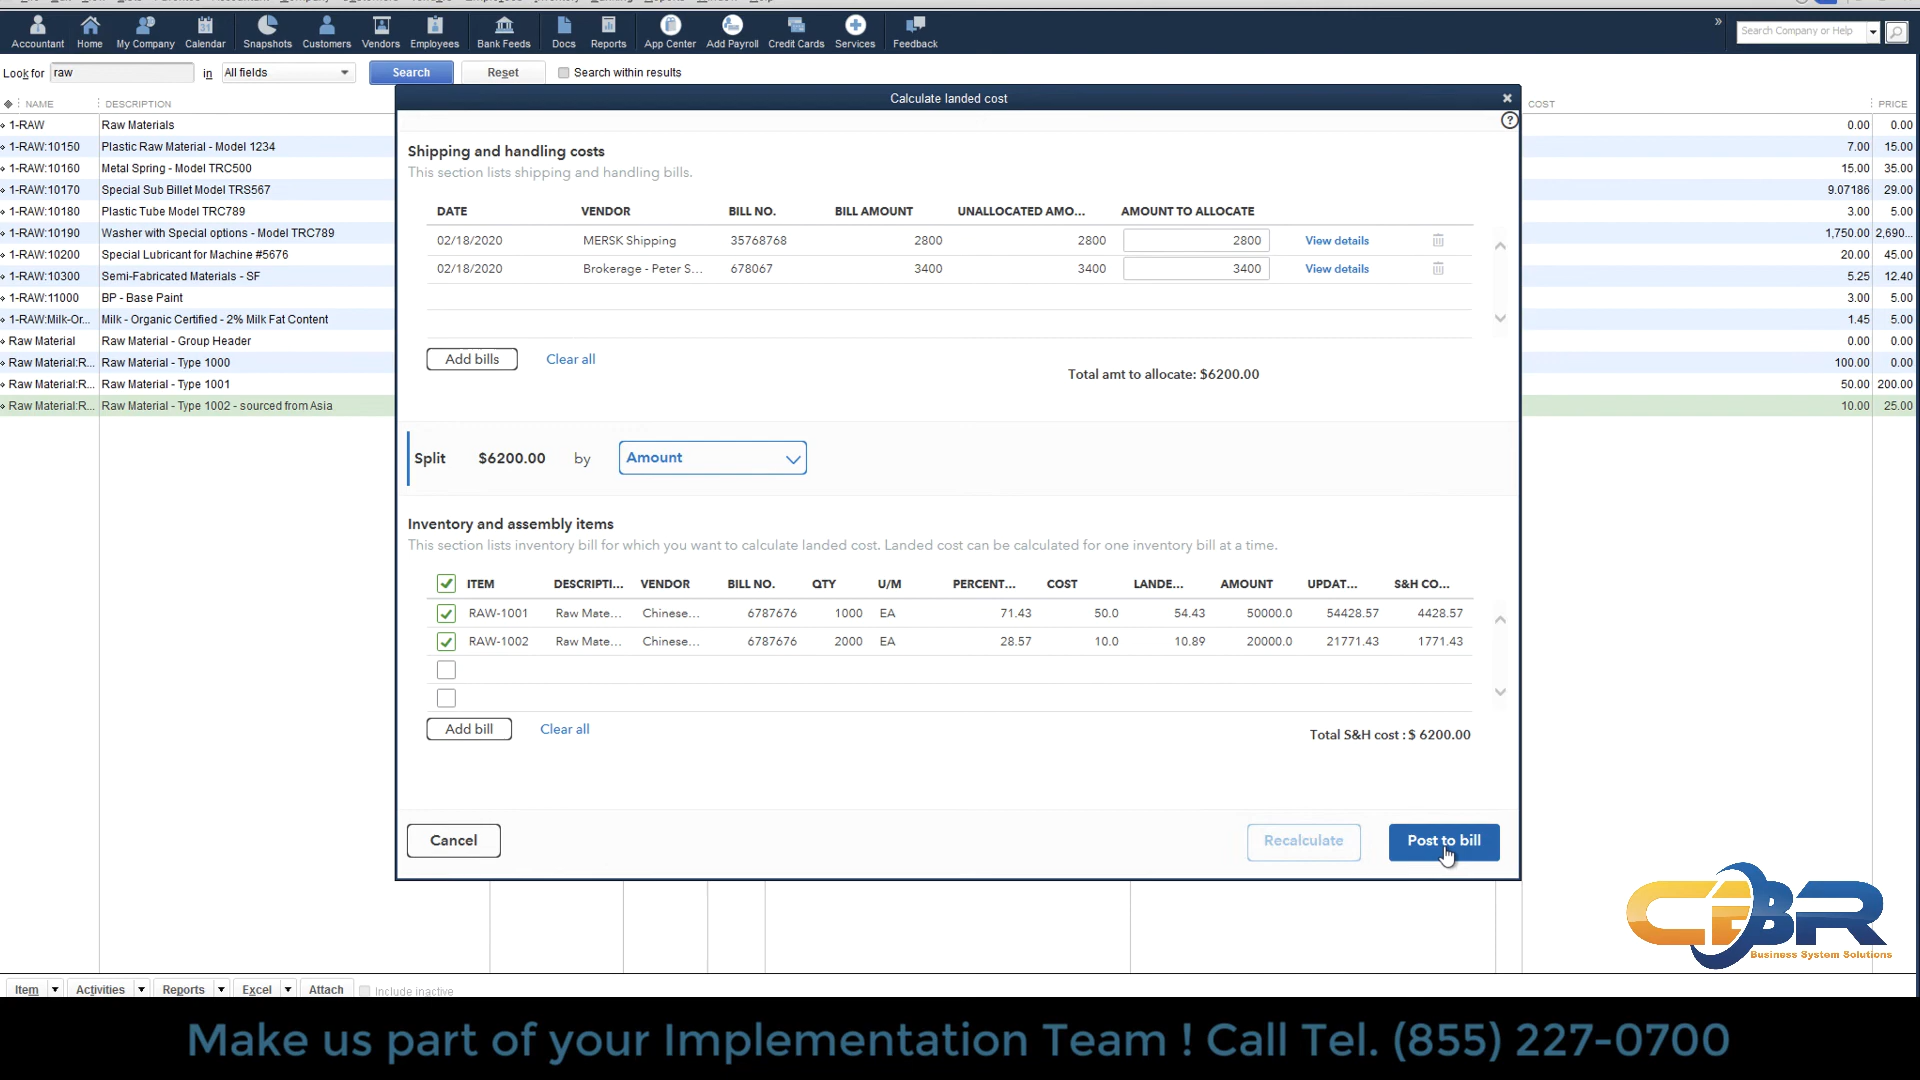 Accountant Home My Company Calendar Snapshots Customers Vendors Employees Bank Feeds Docs Reports App Center Add Payroll Credit Cards Services Feedback » Search Company or Help
Look for raw in All fields Search Reset Search within results
NAME DESCRIPTION COST PRICE
1-RAW Raw Materials 0.00 0.00
1-RAW:10150 Plastic Raw Material - Model 1234 7.00 15.00
1-RAW:10160 Metal Spring - Model TRC500 15.00 35.00
1-RAW:10170 Special Sub Billet Model TRS567 9.07186 29.00
1-RAW:10180 Plastic Tube Model TRC789 3.00 5.00
1-RAW:10190 Washer with Special options - Model TRC789 1,750.00 2,690...
1-RAW:10200 Special Lubricant for Machine #5676 20.00 45.00
1-RAW:10300 Semi-Fabricated Materials - SF 5.25 12.40
1-RAW:11000 BP - Base Paint 3.00 5.00
1-RAW:Milk-Or... Milk - Organic Certified - 2% Milk Fat Content 1.45 5.00
Raw Material Raw Material - Group Header 0.00 0.00
Raw Material:R... Raw Material - Type 1000 100.00 0.00
Raw Material:R... Raw Material - Type 1001 50.00 200.00
Raw Material:R... Raw Material - Type 1002 - sourced from Asia 10.00 25.00
Calculate landed cost
Shipping and handling costs
This section lists shipping and handling bills.
DATE VENDOR BILL NO. BILL AMOUNT UNALLOCATED AMO... AMOUNT TO ALLOCATE
02/18/2020 MERSK Shipping 35768768 2800 2800 2800 View details
02/18/2020 Brokerage - Peter S... 678067 3400 3400 3400 View details
Add bills Clear all
Total amt to allocate: $6200.00
Split $6200.00 by Amount
Inventory and assembly items
This section lists inventory bill for which you want to calculate landed cost. Landed cost can be calculated for one inventory bill at a time.
ITEM DESCRIPTI... VENDOR BILL NO. QTY U/M PERCENT... COST LANDE... AMOUNT UPDAT... S&H CO...
RAW-1001 Raw Mate... Chinese... 6787676 1000 EA 71.43 50.0 54.43 50000.0 54428.57 4428.57
RAW-1002 Raw Mate... Chinese... 6787676 2000 EA 28.57 10.0 10.89 20000.0 21771.43 1771.43
Add bill Clear all
Total S&H cost : $ 6200.00
Cancel Recalculate Post to bill
CPBR
Business System Solutions
Item Activities Reports Excel Attach Include inactive
Make us part of your Implementation Team ! Call Tel. (855) 227-0700